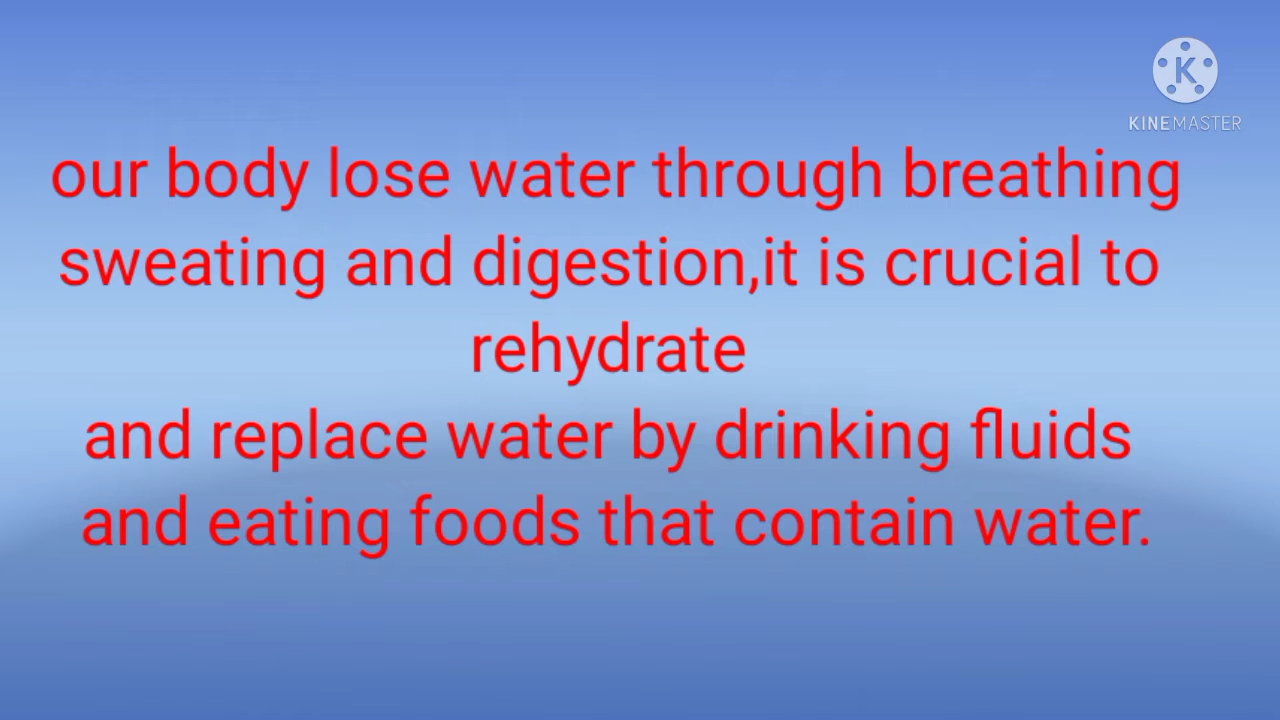 K
KINEMASTER
our body lose water through breathing
sweating and digestion,it is crucial to
rehydrate
and replace water by drinking fluids
and eating foods that contain water.